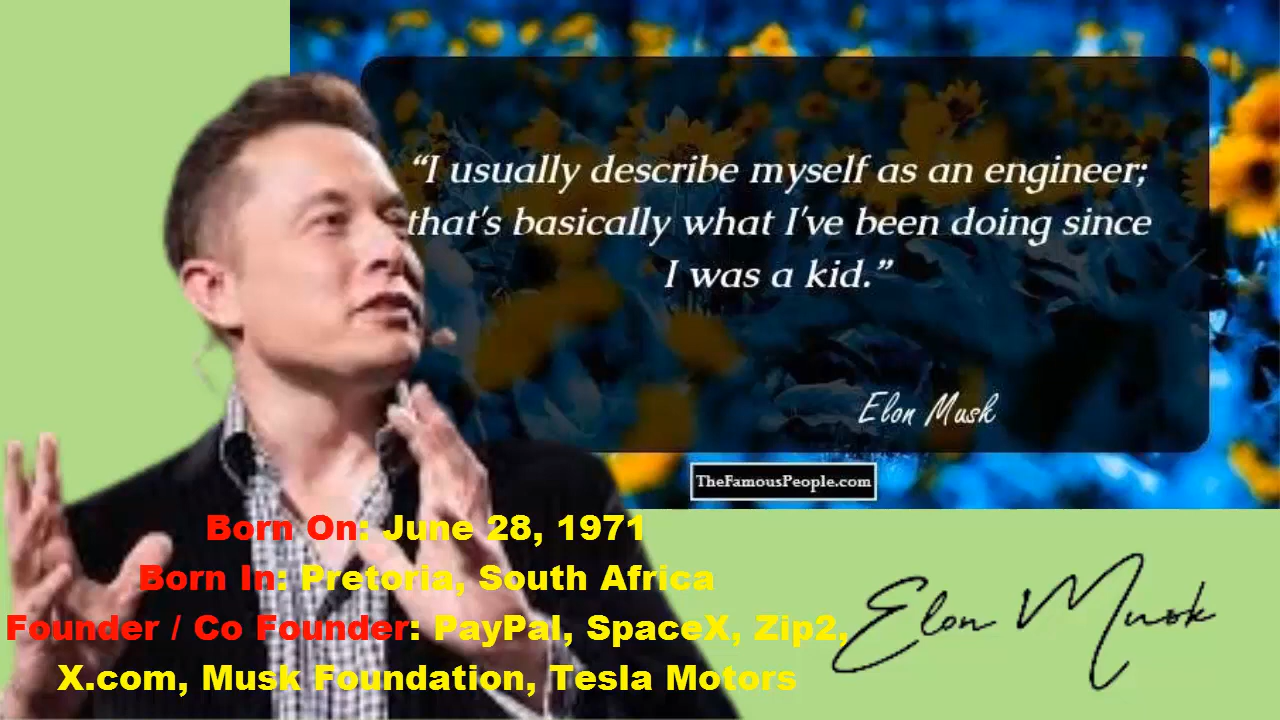 “I usually describe myself as an engineer;
that's basically what I've been doing since
I was a kid.”
Elon Musk
TheFamousPeople.com
Born On: June 28, 1971
Born In: Pretoria, South Africa
Founder / Co Founder: PayPal, SpaceX, Zip2,
X.com, Musk Foundation, Tesla Motors
Elon Musk